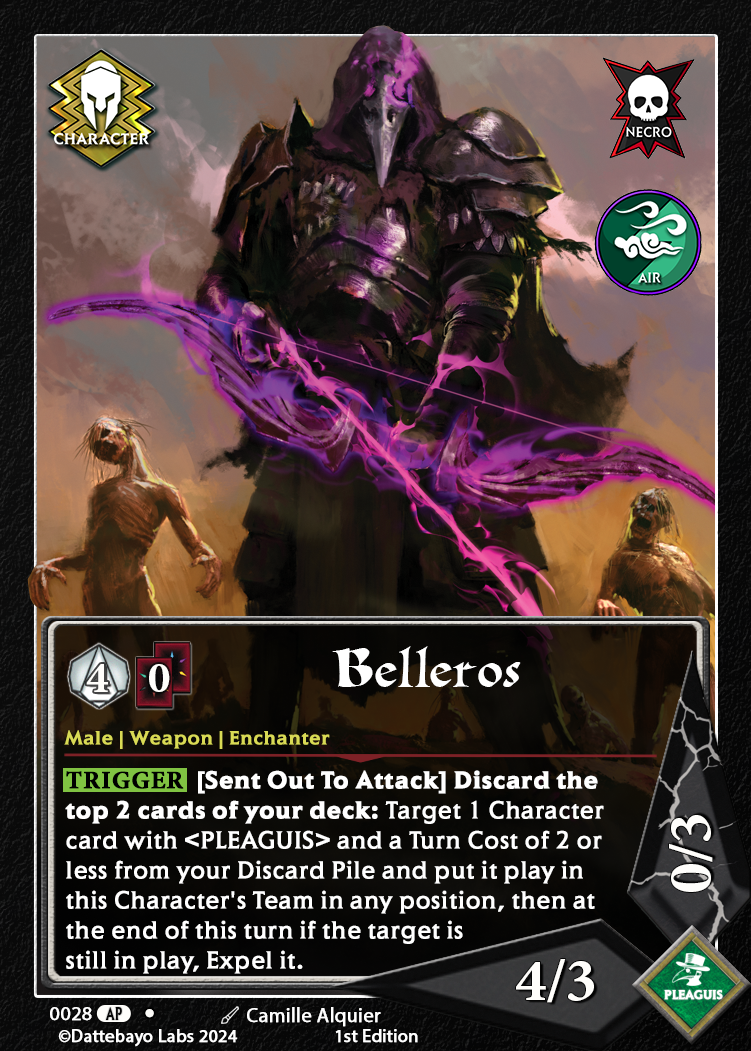 CHARACTER
NECRO
AIR
4 0 Belleros
Male | Weapon | Enchanter
TRIGGER [Sent Out To Attack] Discard the
top 2 cards of your deck: Target 1 Character
card with <PLEAGUIS> and a Turn Cost of 2 or
less from your Discard Pile and put it play in
this Character's Team in any position, then at
the end of this turn if the target is
still in play, Expel it.
0/3
4/3
PLEAGUIS
0028 AP • Camille Alquier
©Dattebayo Labs 2024 1st Edition